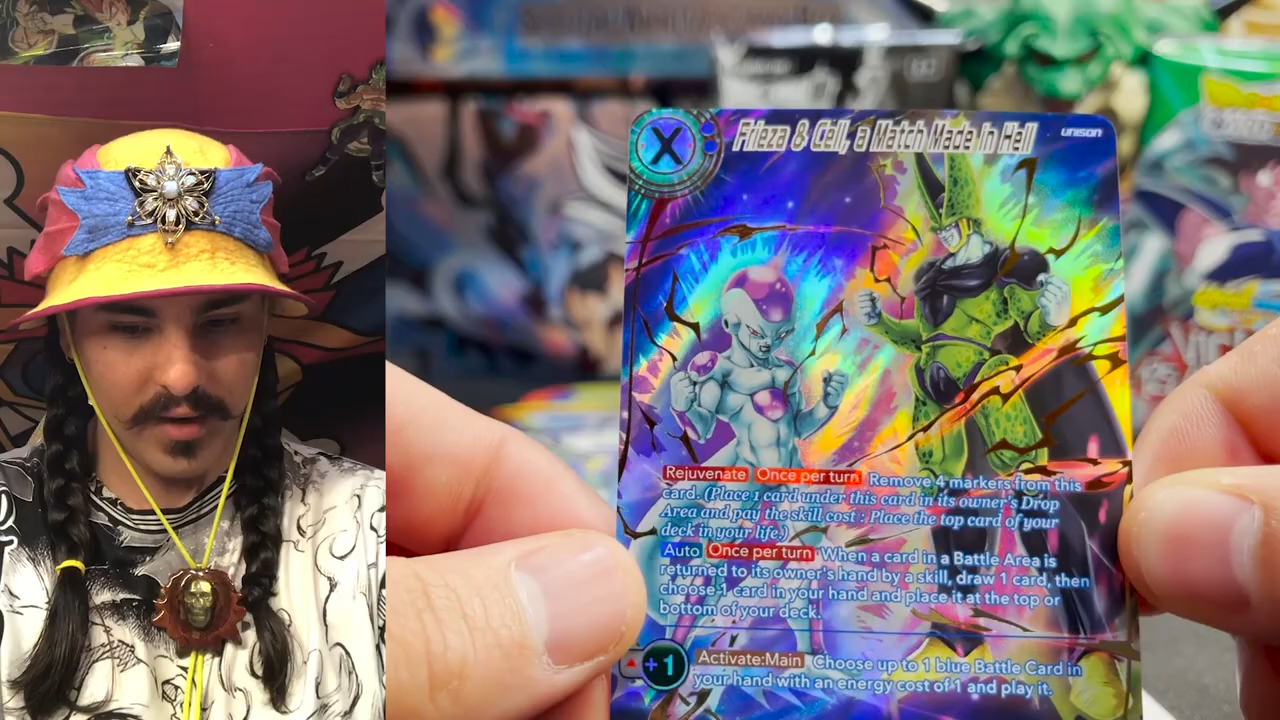 X
Frieza & Cell, a Match Made in Hell
UNISON
Rejuvenate Once per turn Remove 4 markers from this
card. (Place 1 card under this card in its owner's Drop
Area and pay the skill cost : Place the top card of your
deck in your life.)
Auto Once per turn When a card in a Battle Area is
returned to its owner's hand by a skill, draw 1 card, then
choose 1 card in your hand and place it at the top or
bottom of your deck.
+1
Activate:Main Choose up to 1 blue Battle Card in
your hand with an energy cost of 1 and play it.